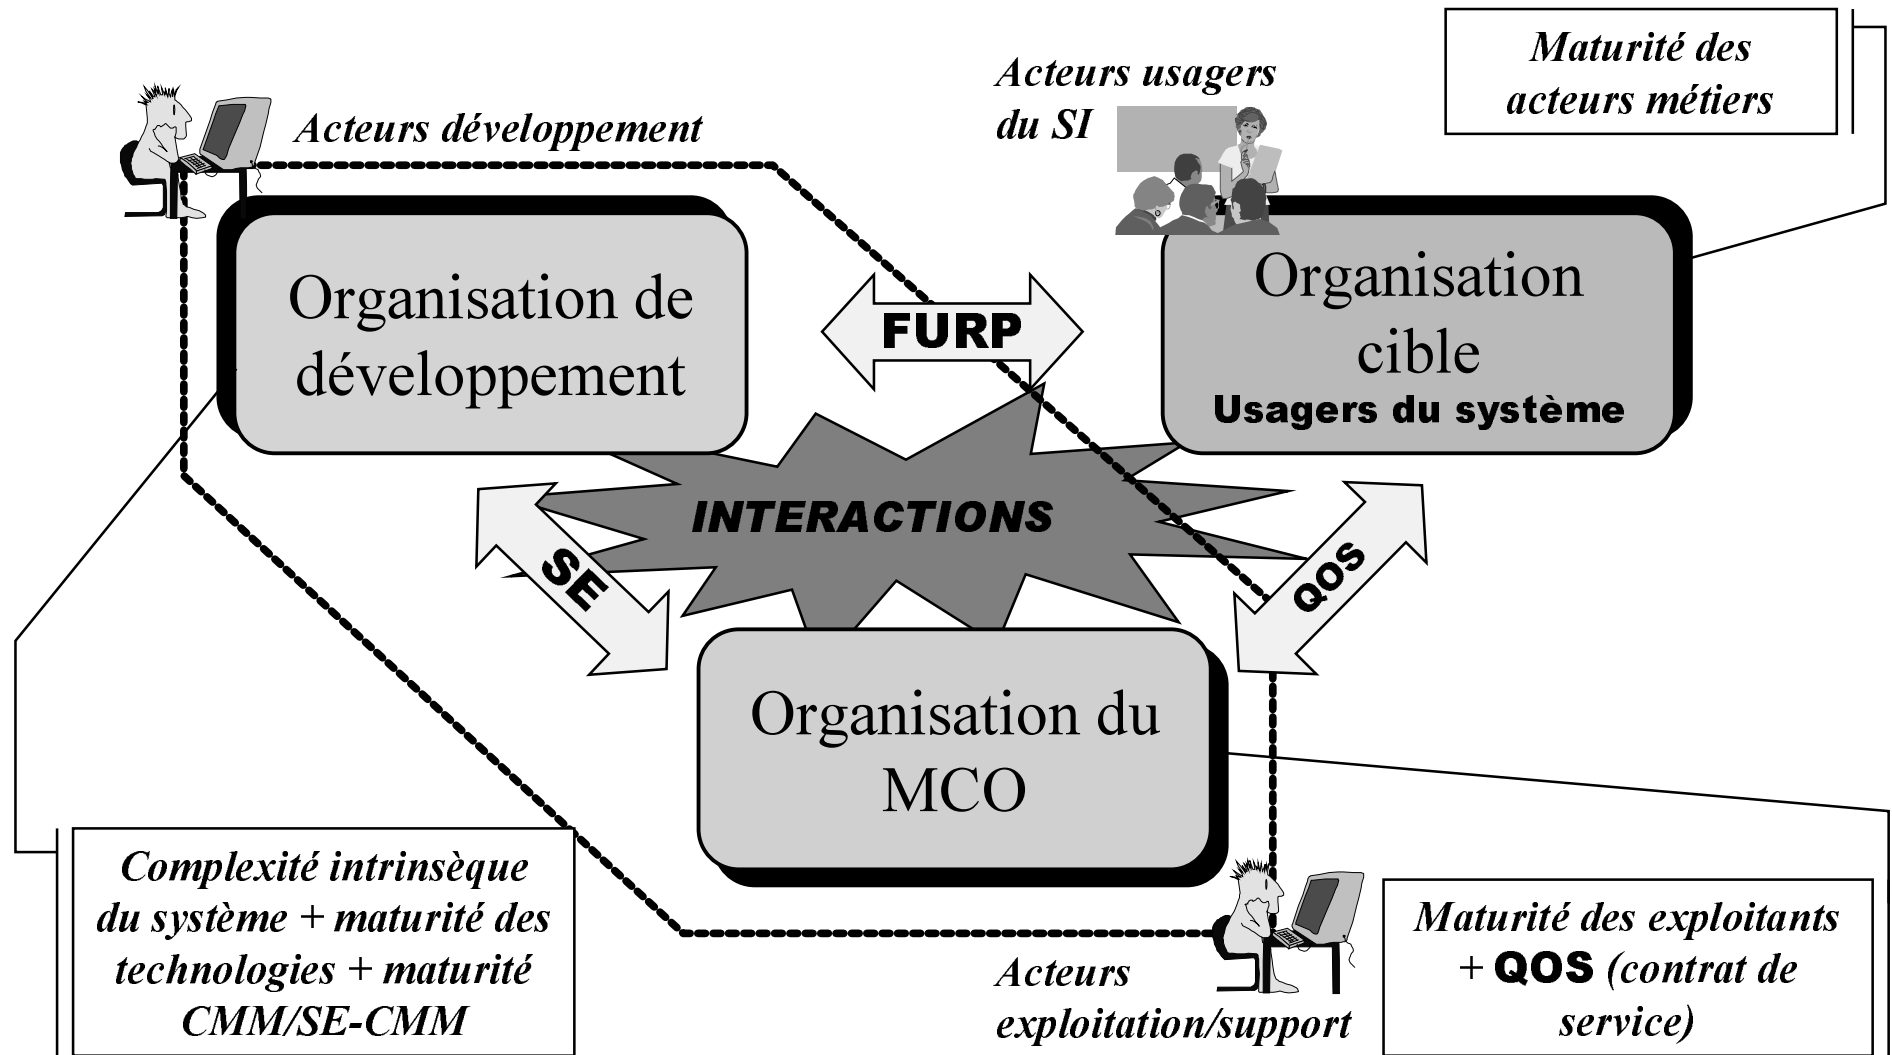 Acteurs développement
Acteurs usagers
du SI
Maturité des
acteurs métiers
Organisation de
développement
FURP
Organisation
cible
Usagers du système
INTERACTIONS
SE
QOS
Organisation du
MCO
Complexité intrinsèque
du système + maturité des
technologies + maturité
CMM/SE-CMM
Acteurs
exploitation/support
Maturité des exploitants
+ QOS (contrat de
service)